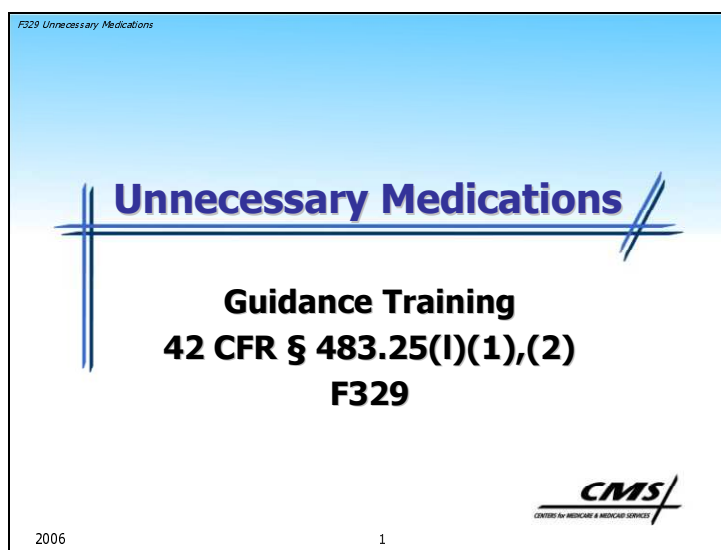 F329 Unnecessary Medications
Unnecessary Medications
Guidance Training
42 CFR § 483.25(l)(1),(2)
F329
CMS
CENTERS for MEDICARE & MEDICAID SERVICES
2006
1